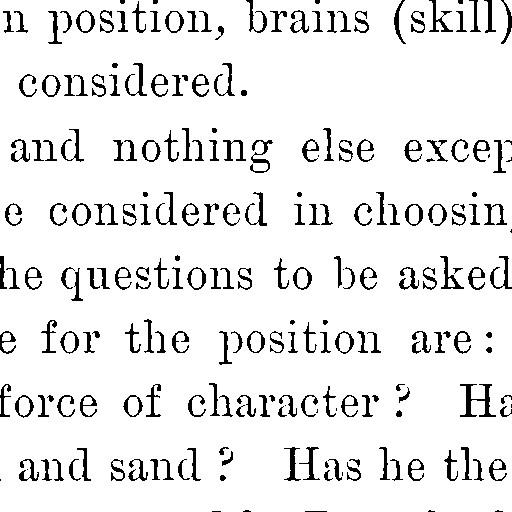 n position, brains (skill)
considered.
and nothing else excep
e considered in choosin
he questions to be asked
e for the position are:
force of character? Ha
and sand? Has he the